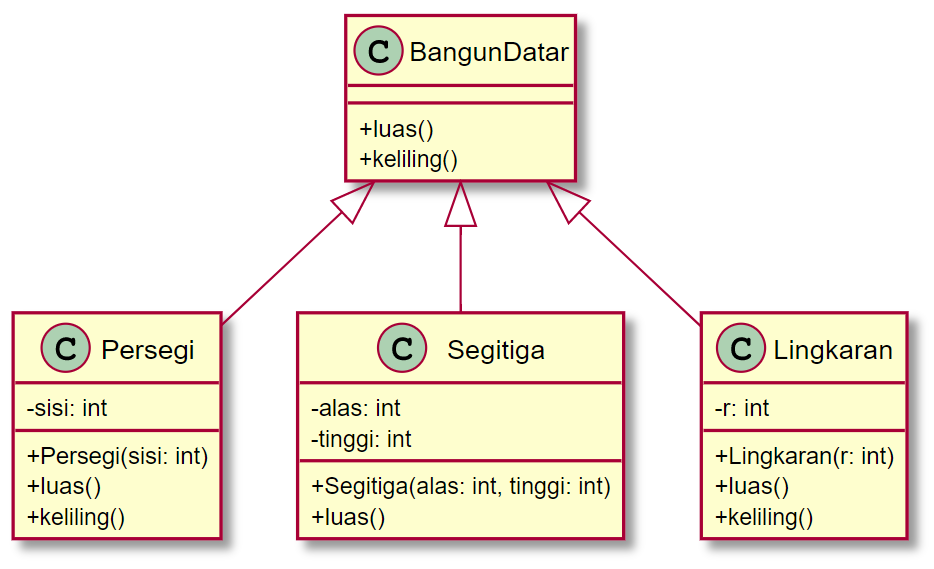 C BangunDatar
+luas()
+keliling()
C Persegi
-sisi: int
+Persegi(sisi: int)
+luas()
+keliling()
C Segitiga
-alas: int
-tinggi: int
+Segitiga(alas: int, tinggi: int)
+luas()
C Lingkaran
-r: int
+Lingkaran(r: int)
+luas()
+keliling()